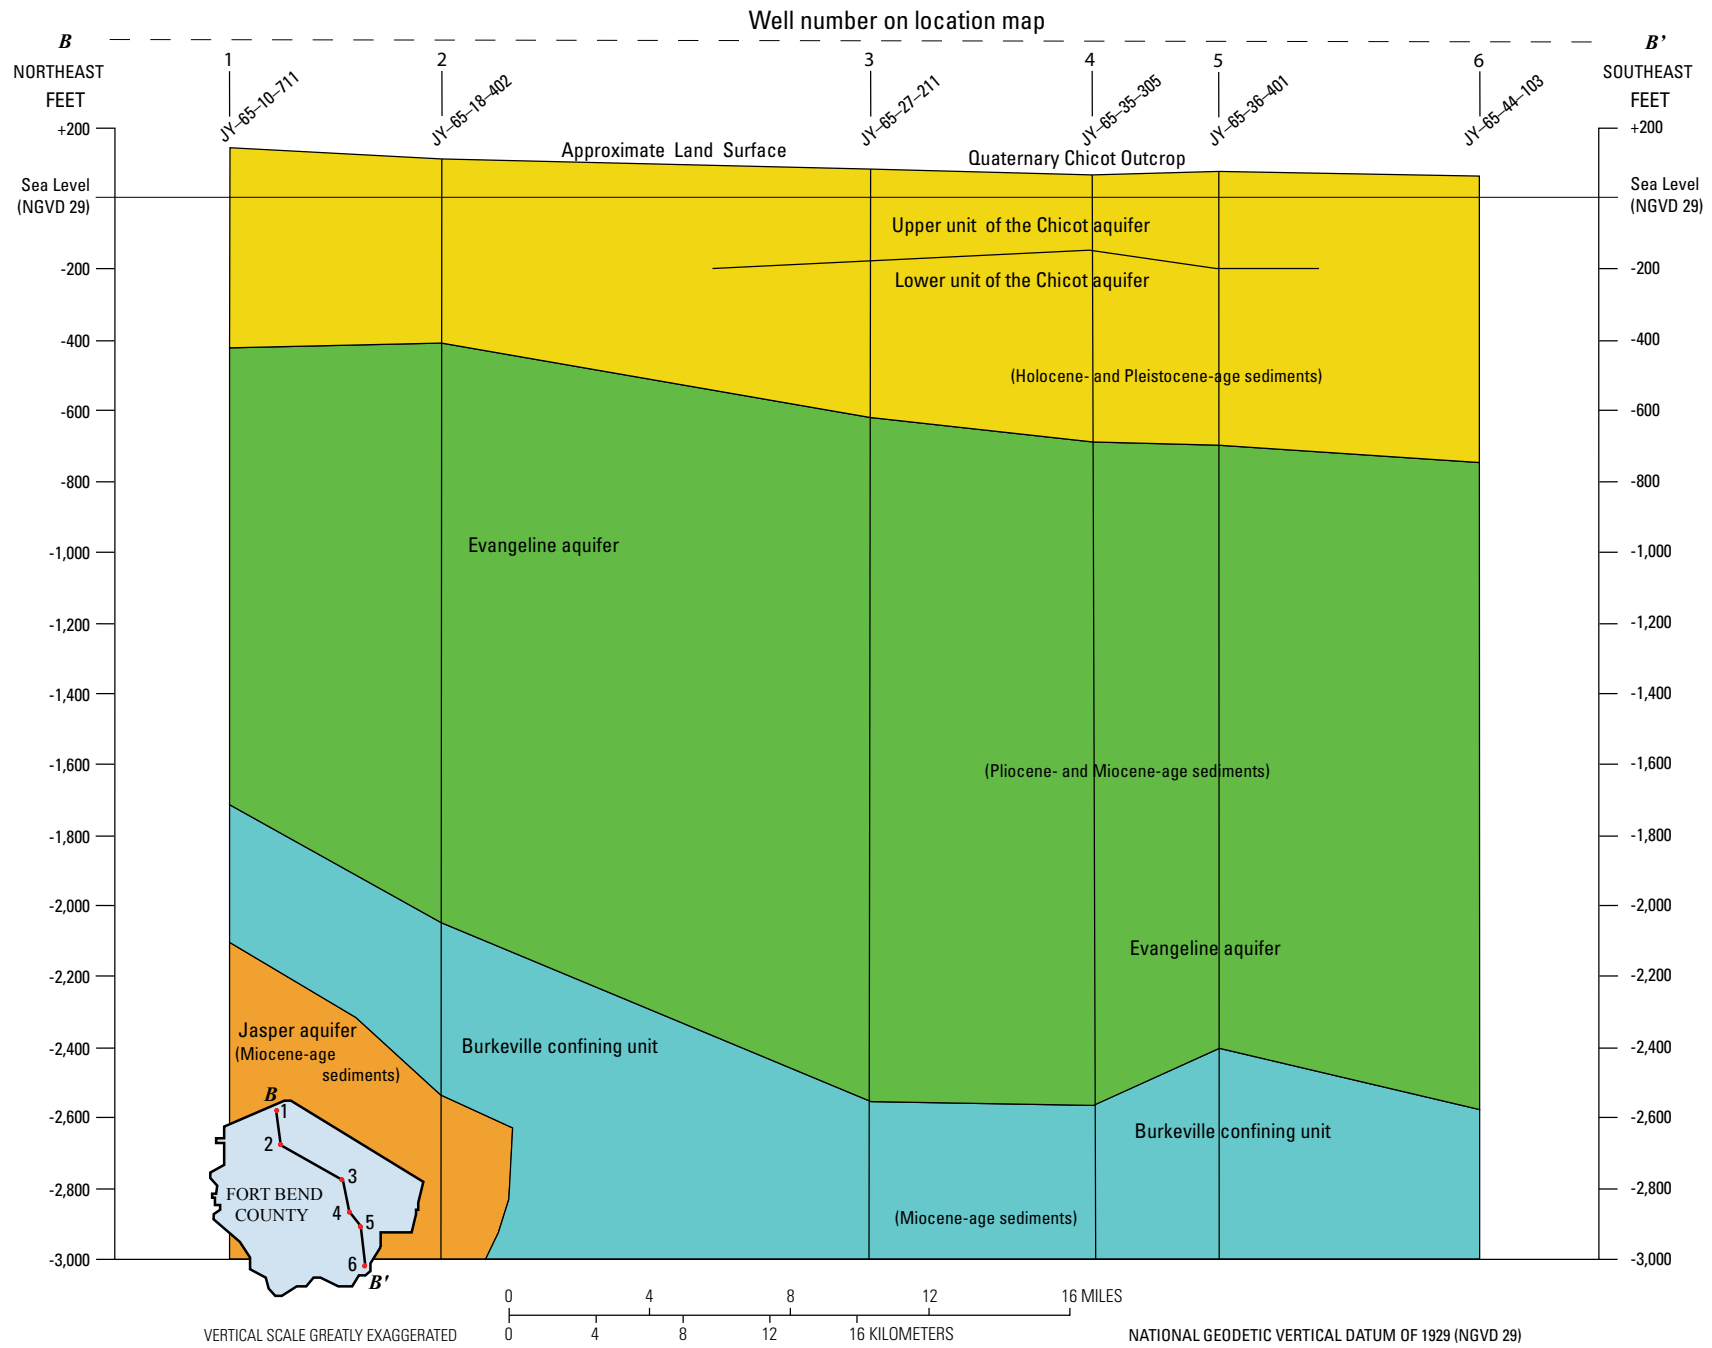 Well number on location map
B
B’
1
2
3
4
5
6
NORTHEAST
SOUTHEAST
FEET
FEET
JY–65–10–711
JY–65–18–402
JY–65–27–211
JY–65–35–305
JY–65–36–401
JY–65–44–103
+200
+200
Approximate Land Surface
Quaternary Chicot Outcrop
Sea Level
(NGVD 29)
Sea Level
(NGVD 29)
Upper unit of the Chicot aquifer
-200
-200
Lower unit of the Chicot aquifer
-400
-400
(Holocene- and Pleistocene-age sediments)
-600
-600
-800
-800
Evangeline aquifer
-1,000
-1,000
-1,200
-1,200
-1,400
-1,400
-1,600
-1,600
(Pliocene- and Miocene-age sediments)
-1,800
-1,800
-2,000
-2,000
Evangeline aquifer
-2,200
-2,200
Jasper aquifer
(Miocene-age
sediments)
Burkeville confining unit
-2,400
-2,400
-2,600
-2,600
Burkeville confining unit
-2,800
-2,800
(Miocene-age sediments)
-3,000
-3,000
B
1
2
3
FORT BEND
COUNTY
4
5
6
B'
0 4 8 12 16 MILES
0 4 8 12 16 KILOMETERS
VERTICAL SCALE GREATLY EXAGGERATED
NATIONAL GEODETIC VERTICAL DATUM OF 1929 (NGVD 29)